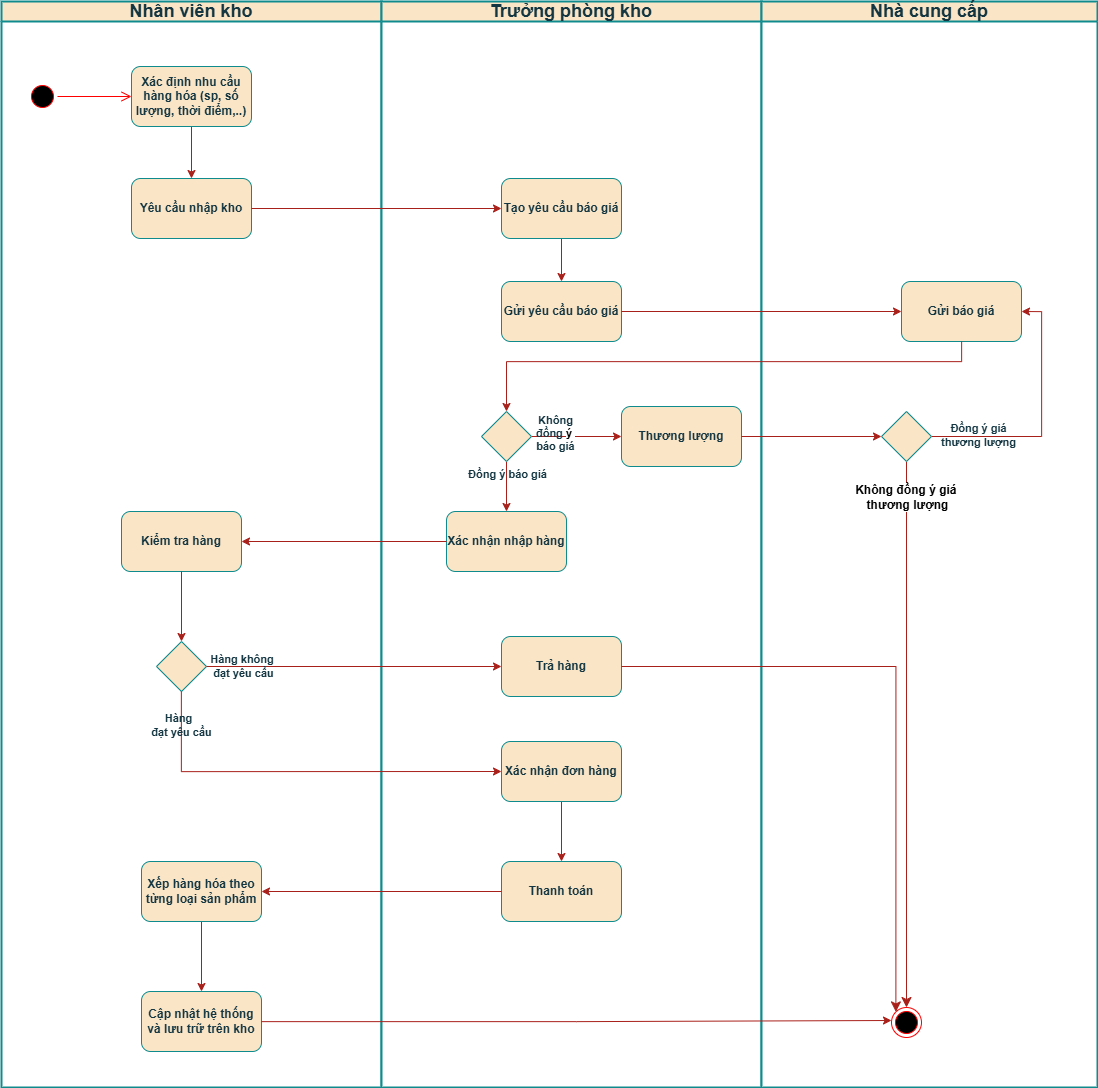 Nhân viên kho
Trưởng phòng kho
Nhà cung cấp
Xác định nhu cầu
hàng hóa (sp, số
lượng, thời điểm,..)
Yêu cầu nhập kho
Tạo yêu cầu báo giá
Gửi yêu cầu báo giá
Gửi báo giá
Không
đồng ý
báo giá
Thương lượng
Đồng ý giá
thương lượng
Đồng ý báo giá
Không đồng ý giá
thương lượng
Kiểm tra hàng
Xác nhận nhập hàng
Hàng không
đạt yêu cầu
Trả hàng
Hàng
đạt yêu cầu
Xác nhận đơn hàng
Xếp hàng hóa theo
từng loại sản phẩm
Thanh toán
Cập nhật hệ thống
và lưu trữ trên kho